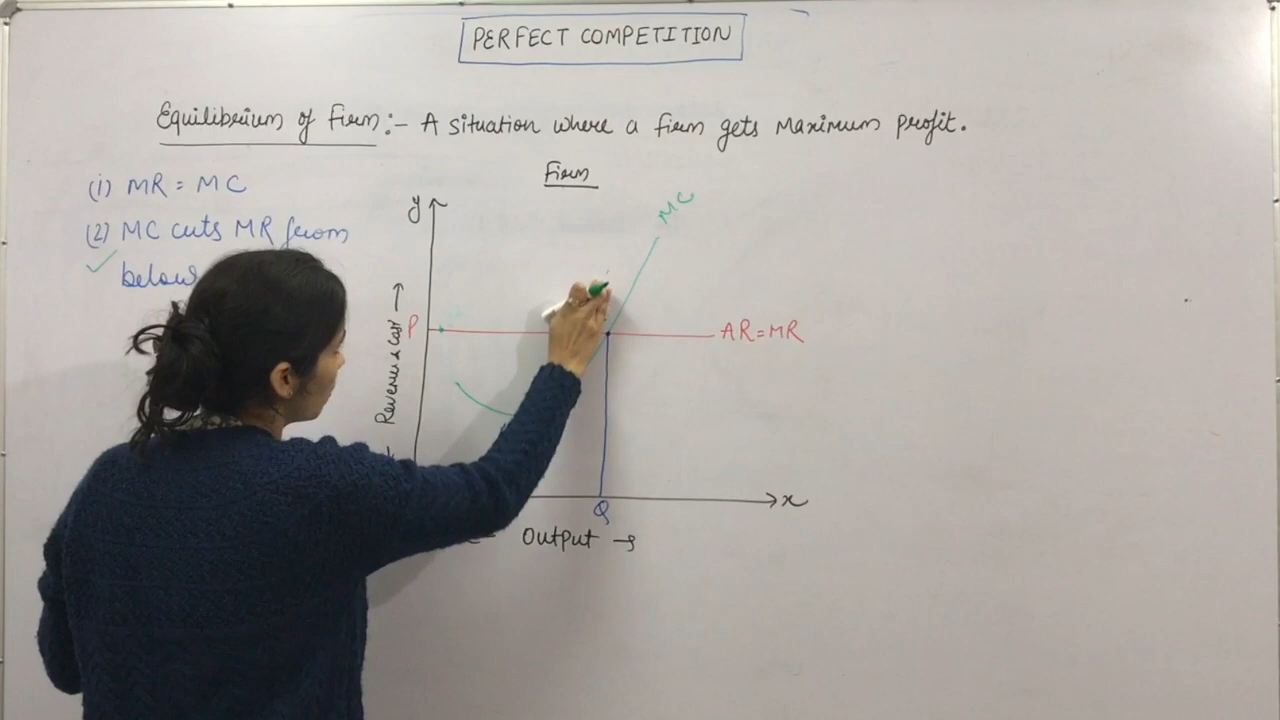 PERFECT COMPETITION
Equilibrium of Firm:- A situation where a firm gets Maximum profit.
(i) MR = MC
(2) MC cuts MR from
below
Firm
y
MC
P
AR=MR
Revenue & Cost →
Q
x
Output →